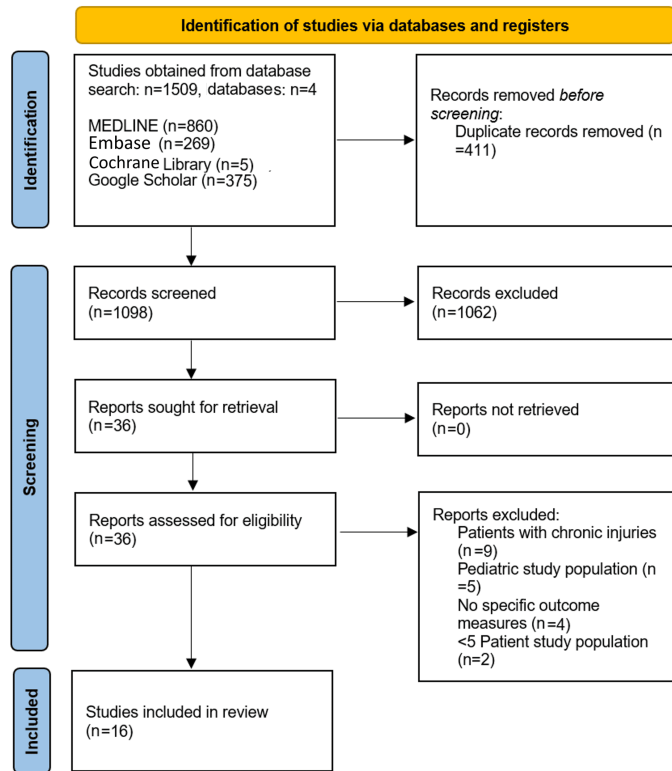 Identification of studies via databases and registers
Identification
Studies obtained from database
search: n=1509, databases: n=4
MEDLINE (n=860)
Embase (n=269)
Cochrane Library (n=5)
Google Scholar (n=375)
Records removed before
screening:
Duplicate records removed (n
=411)
Screening
Records screened
(n=1098)
Records excluded
(n=1062)
Reports sought for retrieval
(n=36)
Reports not retrieved
(n=0)
Reports assessed for eligibility
(n=36)
Reports excluded:
Patients with chronic injuries
(n=9)
Pediatric study population (n
=5)
No specific outcome
measures (n=4)
<5 Patient study population
(n=2)
Included
Studies included in review
(n=16)